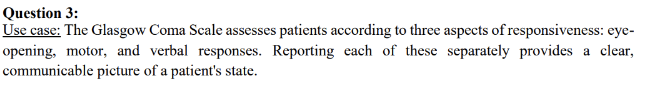 Question 3:
Use case: The Glasgow Coma Scale assesses patients according to three aspects of responsiveness: eye-
opening, motor, and verbal responses. Reporting each of these separately provides a clear,
communicable picture of a patient's state.